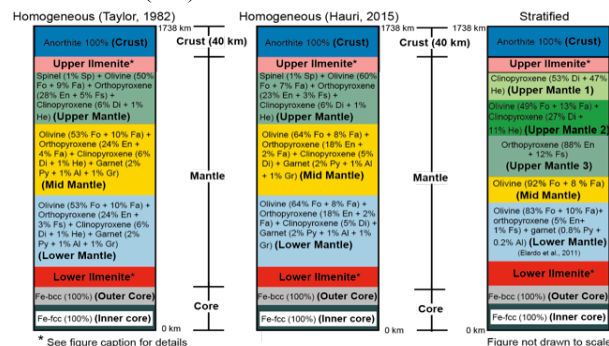 Homogeneous (Taylor, 1982)
1738 km
Anorthite 100% (Crust)
Upper Ilmenite*
Spinel (1% Sp) + Olivine (50%
Fo + 9% Fa) + Orthopyroxene
(28% En + 5% Fs) +
Clinopyroxene (6% Di + 1%
He) (Upper Mantle)
Olivine (53% Fo + 10% Fa) +
Orthopyroxene (24% En +
4% Fa) + Clinopyroxene (6%
Di + 1% He) + Garnet (2%
Py + 1% Al + 1% Gr)
(Mid Mantle)
Olivine (53% Fo + 10% Fa) +
Orthopyroxene (24% En +
3% Fs) + Clinopyroxene (6%
Di + 1% He) + Garnet (2%
Py + 1% Al + 1% Gr)
(Lower Mantle)
Lower Ilmenite*
Fe-bcc (100%) (Outer Core)
Fe-fcc (100%) (Inner core)
0 km
* See figure caption for details
Crust (40 km)
Mantle
Core
Homogeneous (Hauri, 2015)
1738 km
Anorthite 100% (Crust)
Upper Ilmenite*
Spinel (1% Sp) + Olivine (60%
Fo + 7% Fa) + Orthopyroxene
(23% En + 3% Fs) +
Clinopyroxene (6% Di + 1%
He) (Upper Mantle)
Olivine (64% Fo + 8% Fa) +
Orthopyroxene (18% En +
2% Fa) + Clinopyroxene (5%
Di) + Garnet (2% Py + 1% Al
+ 1% Gr) (Mid Mantle)
Olivine (64% Fo + 8% Fa) +
Orthopyroxene (18% En + 2%
Fa) + Clinopyroxene (5% Di) +
Garnet (2% Py + 1% Al + 1%
Gr) (Lower Mantle)
Lower Ilmenite*
Fe-bcc (100%) (Outer Core)
Fe-fcc (100%) (Inner core)
0 km
Crust (40 km)
Mantle
Core
Stratified
Anorthite 100% (Crust)
Upper Ilmenite*
Clinopyroxene (53% Di + 47%
He) (Upper Mantle 1)
Olivine (49% Fo + 13% Fa) +
Clinopyroxene (27% Di +
11% He) (Upper Mantle 2)
Orthopyroxene (88% En
+ 12% Fs)
(Upper Mantle 3)
Olivine (92% Fo + 8 % Fa)
(Mid mantle)
Olivine (83% Fo + 10% Fa)+
orthopyroxene (5% En+
1% Fs) + garnet (0.8% Py +
0.2% Al) (Lower Mantle)
(Elardo et al., 2011)
Lower Ilmenite*
Fe-bcc (100%) (Outer Core)
Fe-fcc (100%) (Inner core)
Figure not drawn to scale